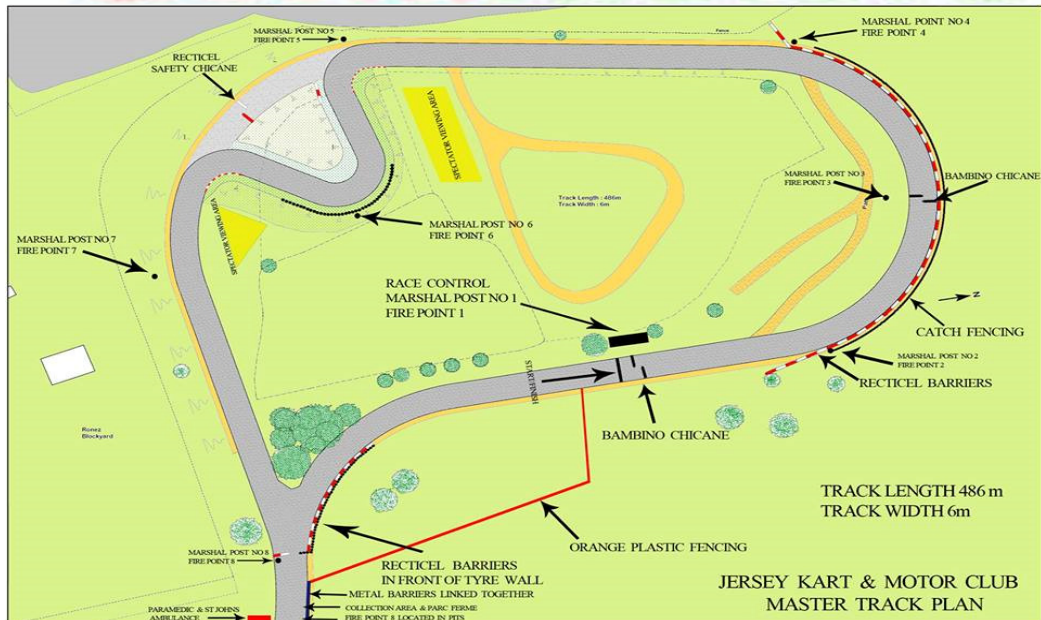 MARSHAL POST NO 5
FIRE POINT 5
Fence
MARSHAL POINT NO 4
FIRE POINT 4
RECTICEL
SAFETY CHICANE
SPECTATOR VIEWING AREA
MARSHAL POST NO 3
FIRE POINT 3
BAMBINO CHICANE
Track Length : 486m
Track Width : 6m
MARSHAL POST NO 6
FIRE POINT 6
MARSHAL POST NO 7
FIRE POINT 7
SPECTATOR VIEWING AREA
RACE CONTROL
MARSHAL POST NO 1
FIRE POINT 1
N
CATCH FENCING
MARSHAL POST NO 2
FIRE POINT 2
RECTICEL BARRIERS
START/FINISH
BAMBINO CHICANE
Ronez
Blockyard
TRACK LENGTH 486 m
TRACK WIDTH 6m
ORANGE PLASTIC FENCING
MARSHAL POST NO 8
FIRE POINT 8
RECTICEL BARRIERS
IN FRONT OF TYRE WALL
METAL BARRIERS LINKED TOGETHER
JERSEY KART & MOTOR CLUB
MASTER TRACK PLAN
PARAMEDIC & ST JOHNS
AMBULANCE
COLLECTION AREA & PARC FERME
FIRE POINT 8 LOCATED IN PITS